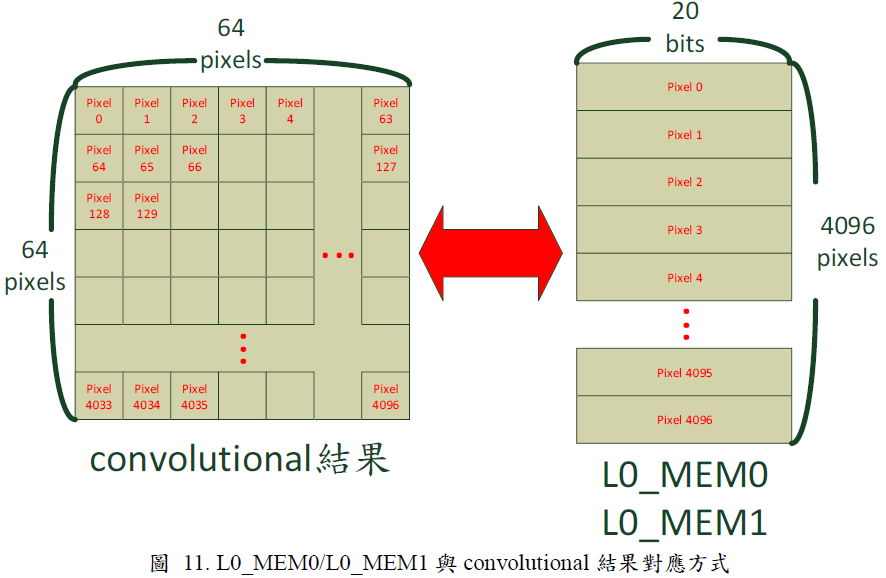 64
pixels
20
bits
64
pixels
Pixel 0
Pixel 1
Pixel 2
Pixel 3
Pixel 4
Pixel 63
Pixel 64
Pixel 65
Pixel 66
Pixel 127
Pixel 128
Pixel 129
...
Pixel 4033
Pixel 4034
Pixel 4035
Pixel 4096
convolutional結果
Pixel 0
Pixel 1
Pixel 2
Pixel 3
Pixel 4
Pixel 4095
Pixel 4096
4096
pixels
L0_MEM0
L0_MEM1
圖 11. L0_MEM0/L0_MEM1 與 convolutional 結果對應方式